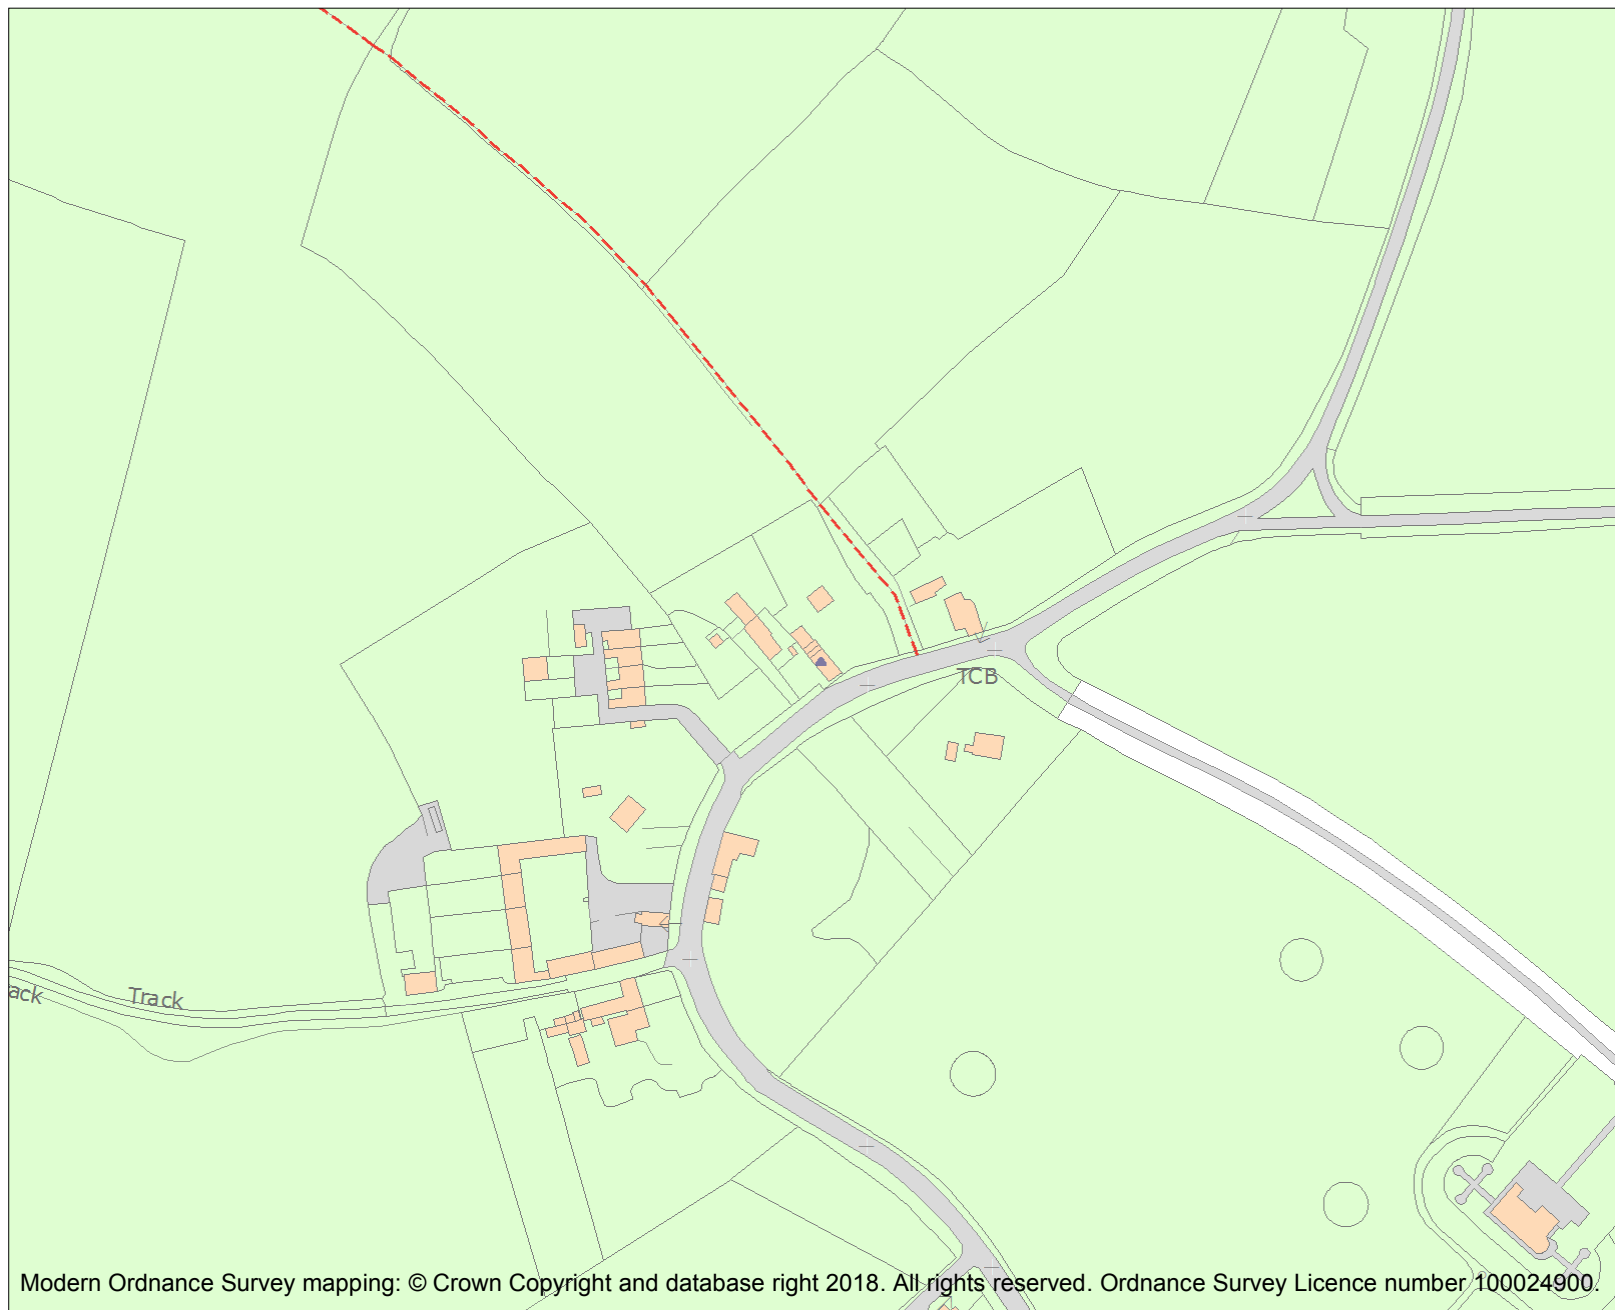 TCB
ack
Track
Modern Ordnance Survey mapping: © Crown Copyright and database right 2018. All rights reserved. Ordnance Survey Licence number 100024900.